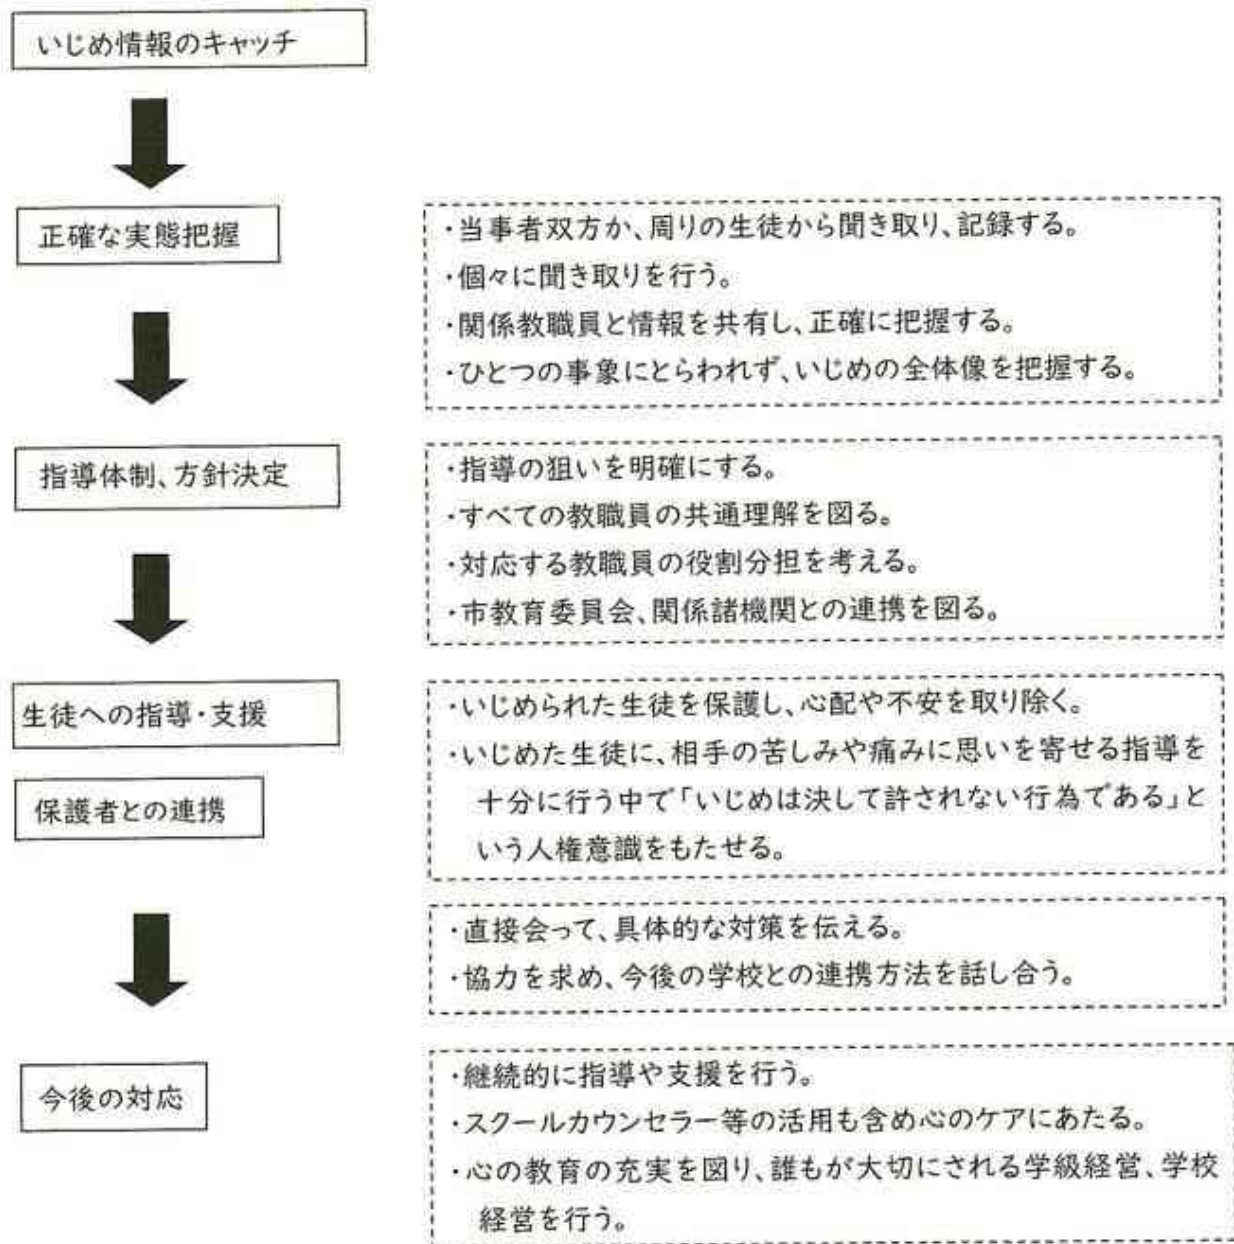 いじめ情報のキャッチ
正確な実態把握
・当事者双方か、周りの生徒から聞き取り、記録する。
・個々に聞き取りを行う。
・関係教職員と情報を共有し、正確に把握する。
・ひとつの事象にとらわれず、いじめの全体像を把握する。
指導体制、方針決定
・指導の狙いを明確にする。
・すべての教職員の共通理解を図る。
・対応する教職員の役割分担を考える。
・市教育委員会、関係諸機関との連携を図る。
生徒への指導・支援
・いじめられた生徒を保護し、心配や不安を取り除く。
・いじめた生徒に、相手の苦しみや痛みに思いを寄せる指導を
十分に行う中で「いじめは決して許されない行為である」と
いう人権意識をもたせる。
保護者との連携
・直接会って、具体的な対策を伝える。
・協力を求め、今後の学校との連携方法を話し合う。
今後の対応
・継続的に指導や支援を行う。
・スクールカウンセラー等の活用も含め心のケアにあたる。
・心の教育の充実を図り、誰もが大切にされる学級経営、学校
経営を行う。